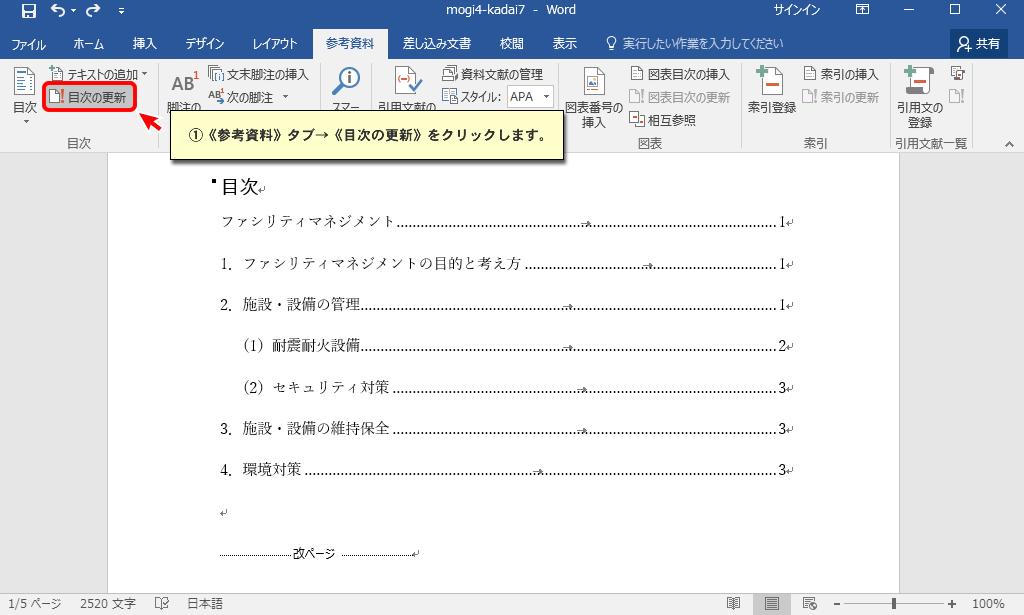 mogi4-kadai7 - Word
サインイン
ファイル ホーム 挿入 デザイン レイアウト 参考資料 差し込み文書 校閲 表示 実行したい作業を入力してください 共有
目次
テキストの追加
目次の更新
目次
AB1
脚注の
文末脚注の挿入
AB1 次の脚注
スマー
引用文献の
資料文献の管理
スタイル: APA
図表番号の
挿入
図表目次の挿入
図表目次の更新
相互参照
図表
索引登録
索引の挿入
索引の更新
索引
引用文の
登録
引用文献一覧
①《参考資料》タブ→《目次の更新》をクリックします。
目次
ファシリティマネジメント 1
1. ファシリティマネジメントの目的と考え方 1
2. 施設・設備の管理 1
(1) 耐震耐火設備 2
(2) セキュリティ対策 3
3. 施設・設備の維持保全 3
4. 環境対策 3
改ページ
1/5 ページ 2520 文字 日本語 100%